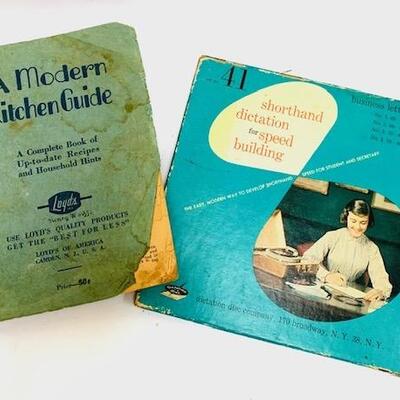 A Modern
Kitchen Guide
A Complete Book of
Up-to-date Recipes
and Household Hints
Loyds
USE LOYD'S QUALITY PRODUCTS
GET THE "BEST FOR LESS"
LOYD'S OF AMERICA
CAMDEN, N. J., U. S. A.
Price 50¢
41
shorthand
dictation
for speed
building
business lett
THE EASY, MODERN WAY TO DEVELOP SHORTHAND SPEED FOR STUDENT AND SECRETARY
dictation disc company, 170 broadway, N. Y. 38, N. Y.